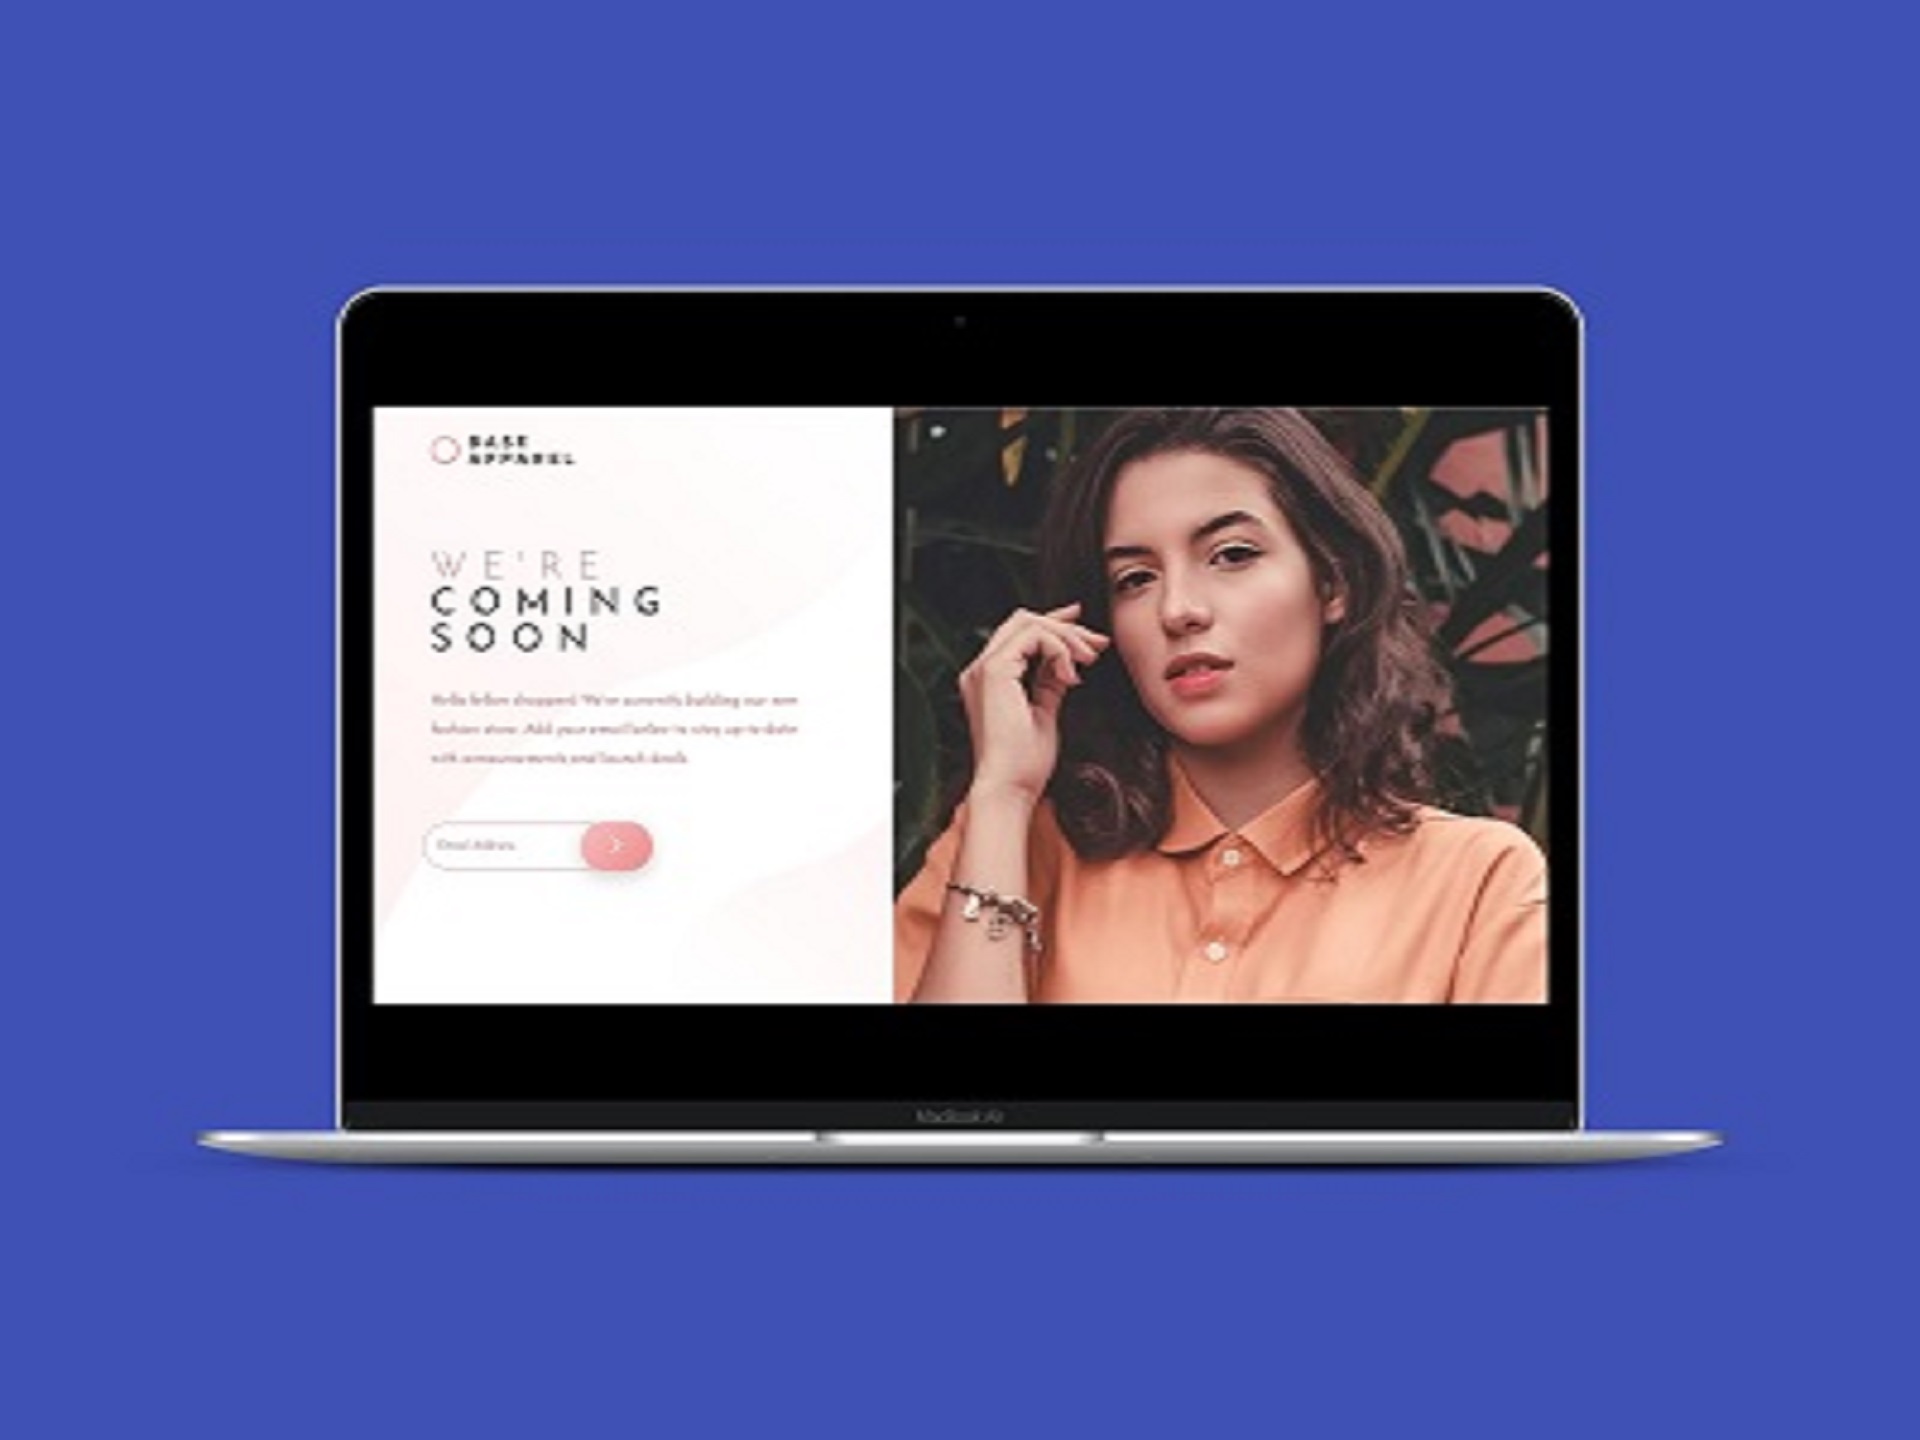 BASE
APPAREL
WE'RE
COMING
SOON
Hello fellow shoppers! We're currently building our new
fashion store. Add your email below to stay up-to-date
with announcements and launch deals.
Email Address
MacBook Air